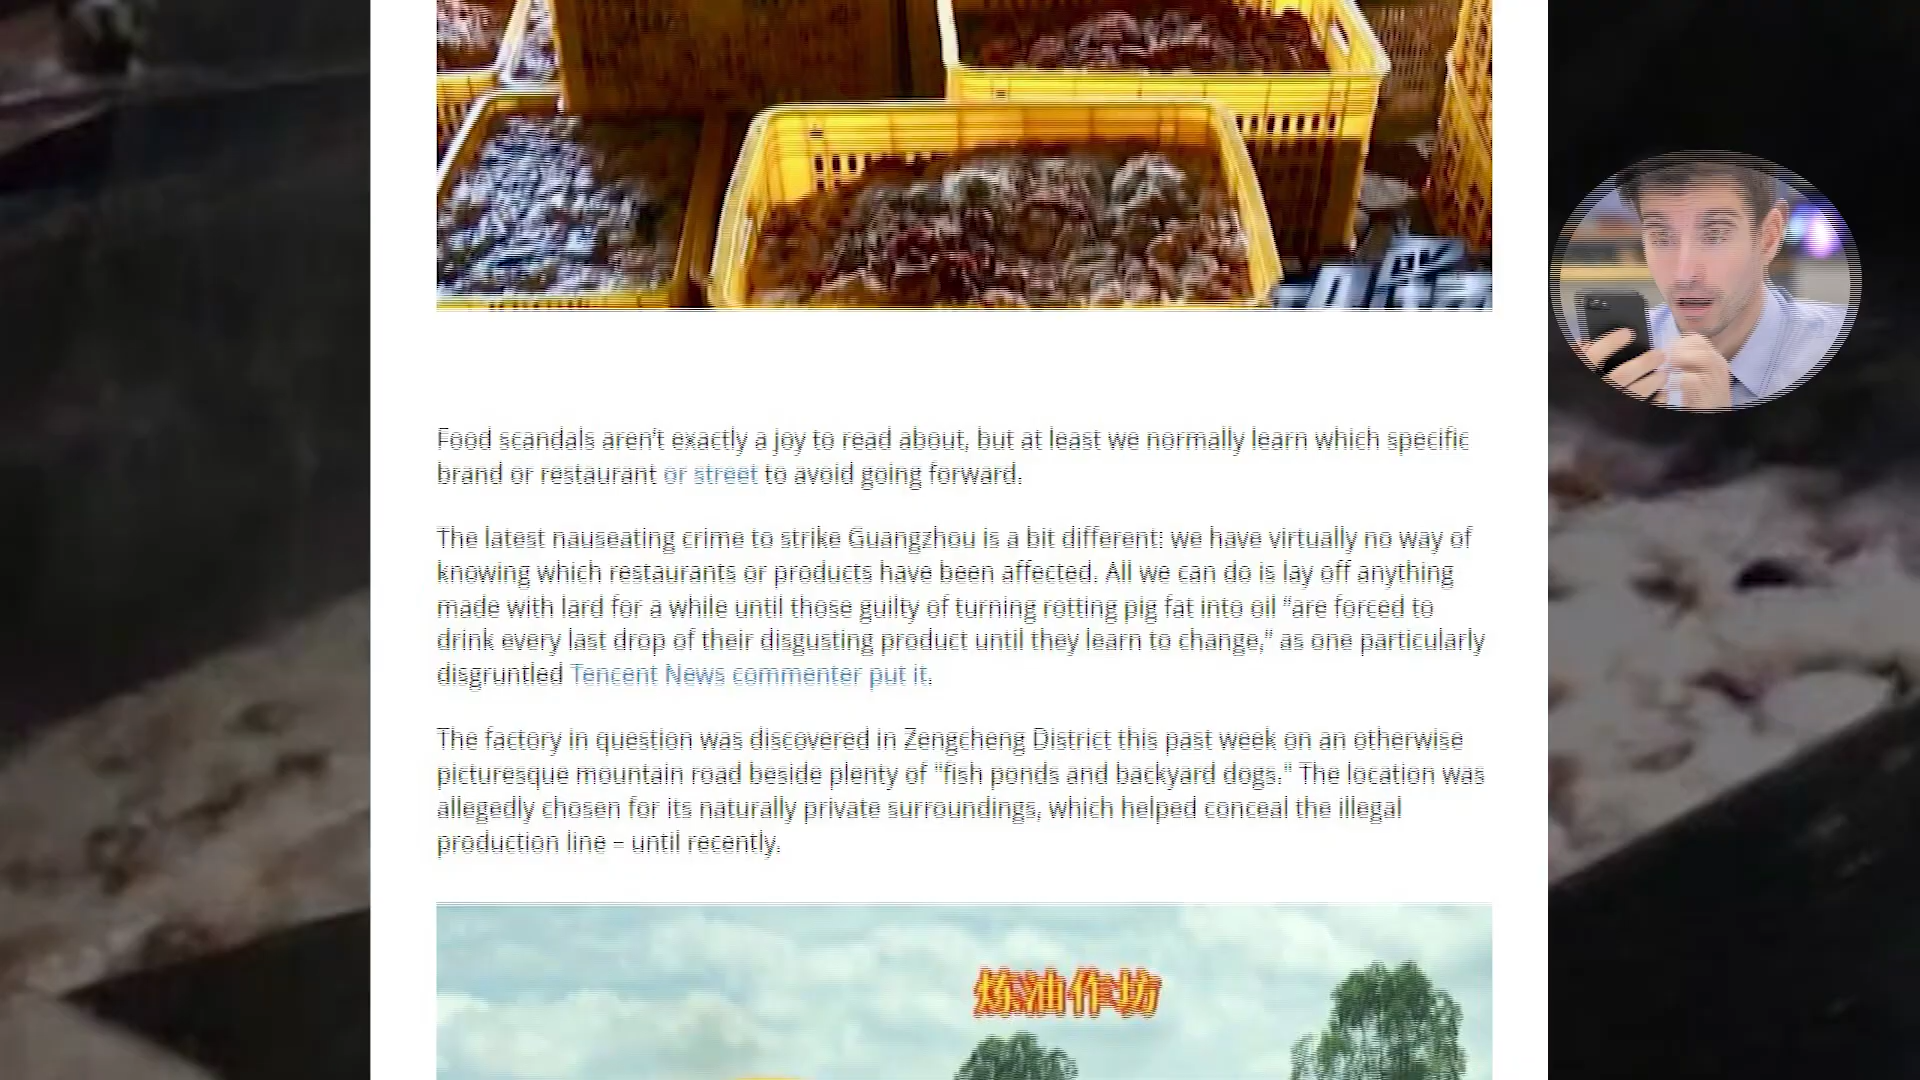 Food scandals aren't exactly a joy to read about, but at least we normally learn which specific
brand or restaurant or street to avoid going forward.
The latest nauseating crime to strike Guangzhou is a bit different: we have virtually no way of
knowing which restaurants or products have been affected. All we can do is lay off anything
made with lard for a while until those guilty of turning rotting pig fat into oil "are forced to
drink every last drop of their disgusting product until they learn to change," as one particularly
disgruntled Tencent News commenter put it.
The factory in question was discovered in Zengcheng District this past week on an otherwise
picturesque mountain road beside plenty of "fish ponds and backyard dogs." The location was
allegedly chosen for its naturally private surroundings, which helped conceal the illegal
production line – until recently.
炼油作坊